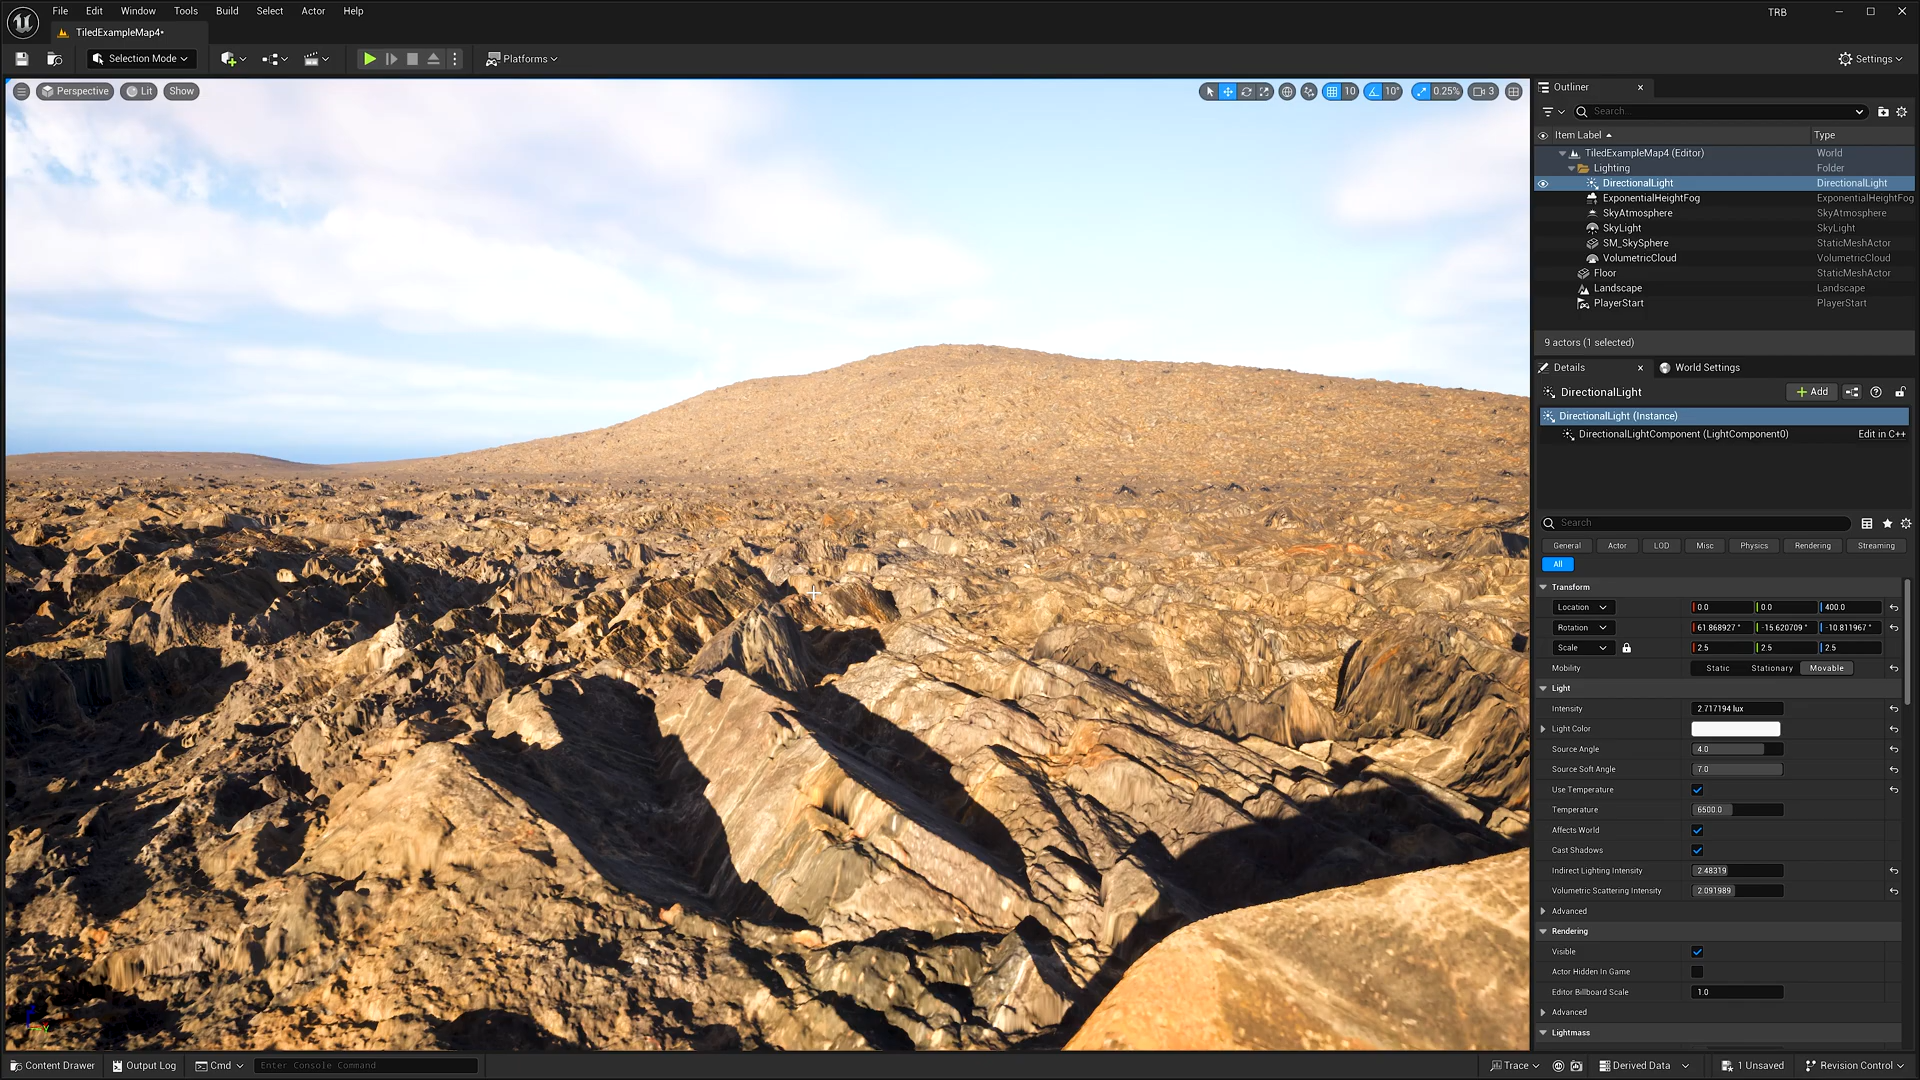 File Edit Window Tools Build Select Actor Help
TRB
TiledExampleMap4•
Selection Mode
Platforms
Settings
Perspective Lit Show
10 10° 0.25% 3
Outliner
Search...
Item Label Type
TiledExampleMap4 (Editor) World
Lighting Folder
DirectionalLight DirectionalLight
ExponentialHeightFog ExponentialHeightFog
SkyAtmosphere SkyAtmosphere
SkyLight SkyLight
SM_SkySphere StaticMeshActor
VolumetricCloud VolumetricCloud
Floor StaticMeshActor
Landscape Landscape
PlayerStart PlayerStart
9 actors (1 selected)
Details World Settings
DirectionalLight
Add
DirectionalLight (Instance)
DirectionalLightComponent (LightComponent0) Edit in C++
Search
General Actor LOD Misc Physics Rendering Streaming
All
Transform
Location 0.0 0.0 400.0
Rotation 61.868927 ° -15.620709 ° -10.811967 °
Scale 2.5 2.5 2.5
Mobility Static Stationary Movable
Light
Intensity 2.717194 lux
Light Color
Source Angle 4.0
Source Soft Angle 7.0
Use Temperature
Temperature 6500.0
Affects World
Cast Shadows
Indirect Lighting Intensity 2.48319
Volumetric Scattering Intensity 2.091989
Advanced
Rendering
Visible
Actor Hidden In Game
Editor Billboard Scale 1.0
Advanced
Lightmass
Y
Content Drawer Output Log Cmd Enter Console Command
Trace Derived Data 1 Unsaved Revision Control